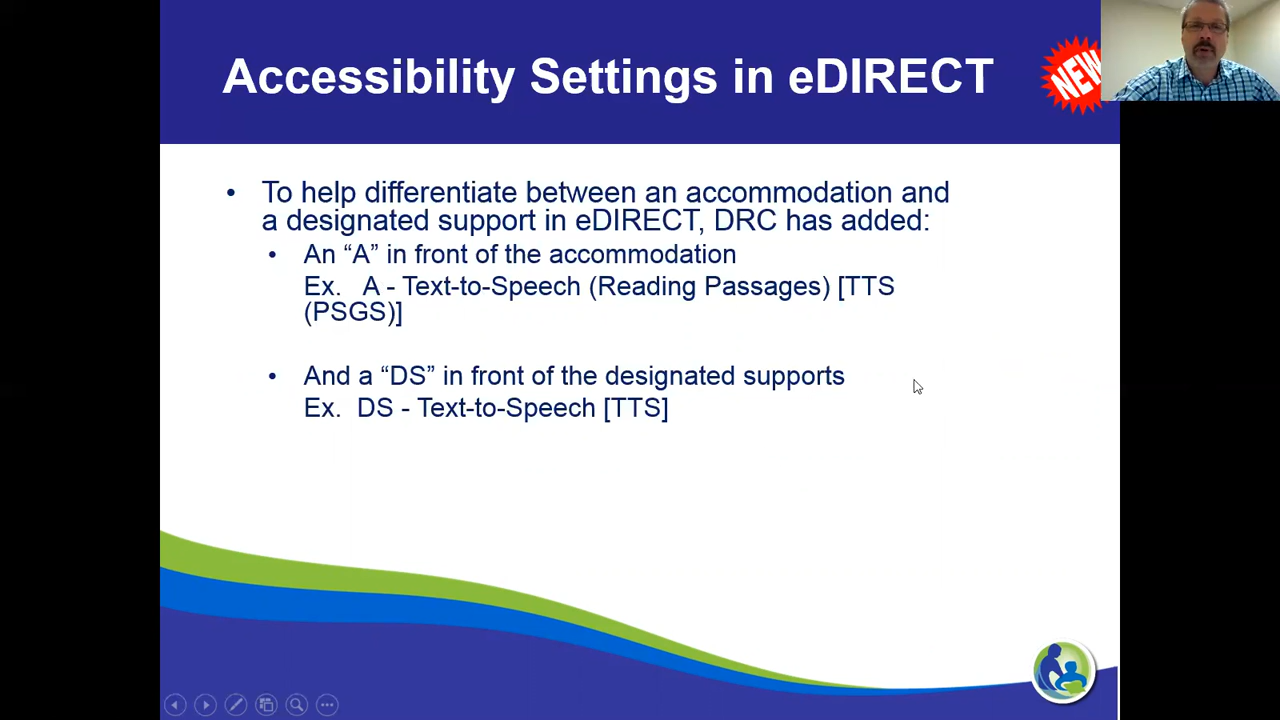 Accessibility Settings in eDIRECT
NEW
• To help differentiate between an accommodation and
a designated support in eDIRECT, DRC has added:
• An “A” in front of the accommodation
Ex. A - Text-to-Speech (Reading Passages) [TTS
(PSGS)]
• And a “DS” in front of the designated supports
Ex. DS - Text-to-Speech [TTS]